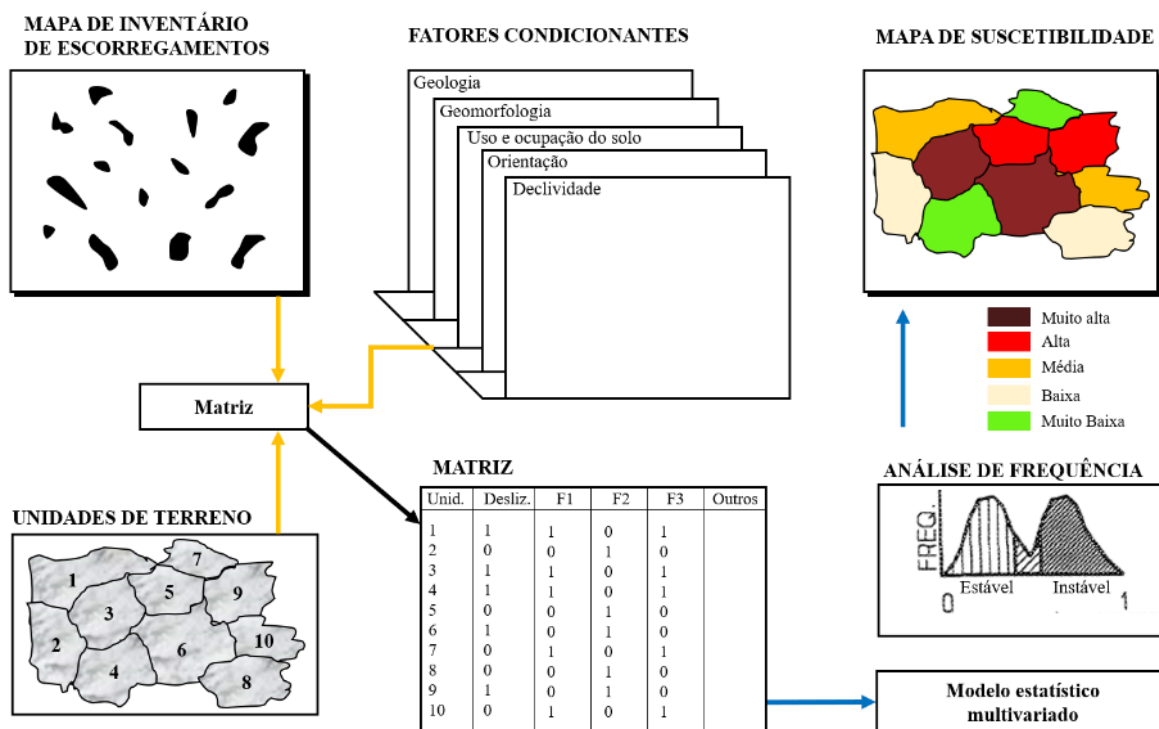 MAPA DE INVENTÁRIO
DE ESCORREGAMENTOS
FATORES CONDICIONANTES
Geologia
Geomorfologia
Uso e ocupação do solo
Orientação
Declividade
MAPA DE SUSCETIBILIDADE
Muito alta
Alta
Média
Baixa
Muito Baixa
Matriz
UNIDADES DE TERRENO
1
2
3
4
5
6
7
8
9
10
MATRIZ
Unid. Desliz. F1 F2 F3 Outros
1 1 1 0 1
2 0 0 1 0
3 1 1 0 1
4 1 1 0 1
5 0 0 1 0
6 1 0 1 0
7 0 1 0 1
8 0 0 1 0
9 1 0 1 0
10 0 1 0 1
ANÁLISE DE FREQUÊNCIA
FREQ.
Estável Instável
0 1
Modelo estatístico
multivariado